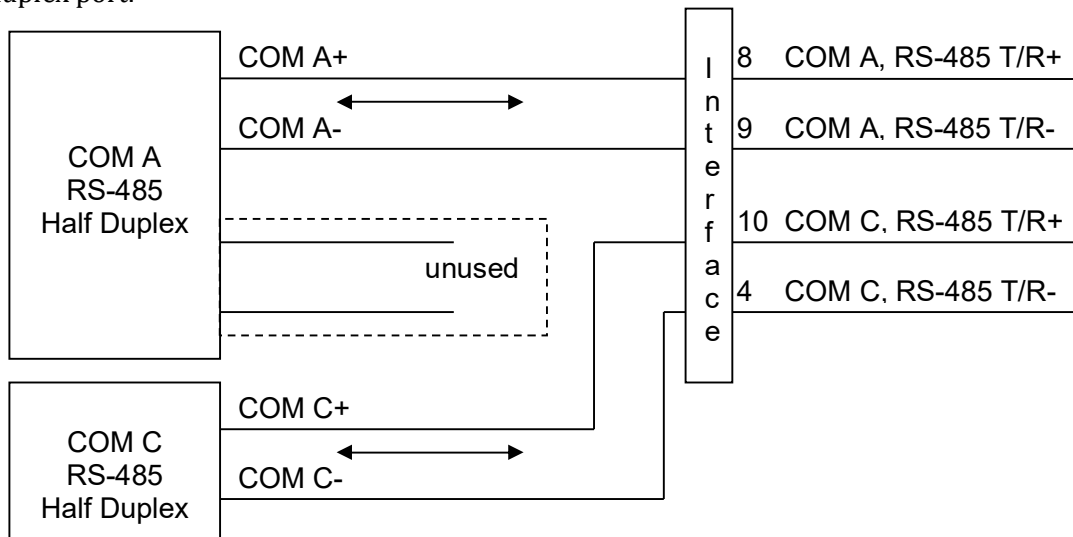 duplex port.
COM A+
COM A-
COM A
RS-485
Half Duplex
unused
COM C+
COM C-
COM C
RS-485
Half Duplex
Interface
8 COM A, RS-485 T/R+
9 COM A, RS-485 T/R-
10 COM C, RS-485 T/R+
4 COM C, RS-485 T/R-